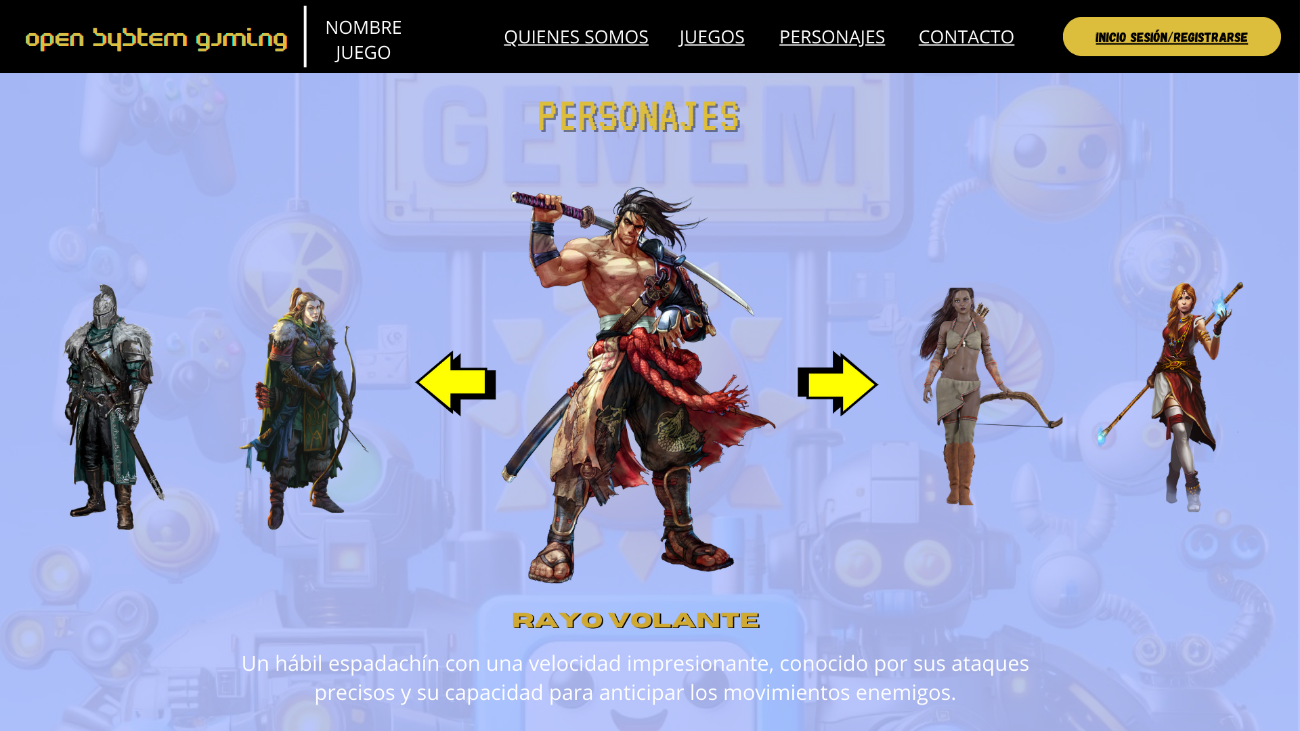 open system gaming
NOMBRE
JUEGO
QUIENES SOMOS
JUEGOS
PERSONAJES
CONTACTO
INICIO SESIÓN/REGISTRARSE
GEMEM
PERSONAJES
RAYO VOLANTE
Un hábil espadachín con una velocidad impresionante, conocido por sus ataques
precisos y su capacidad para anticipar los movimientos enemigos.